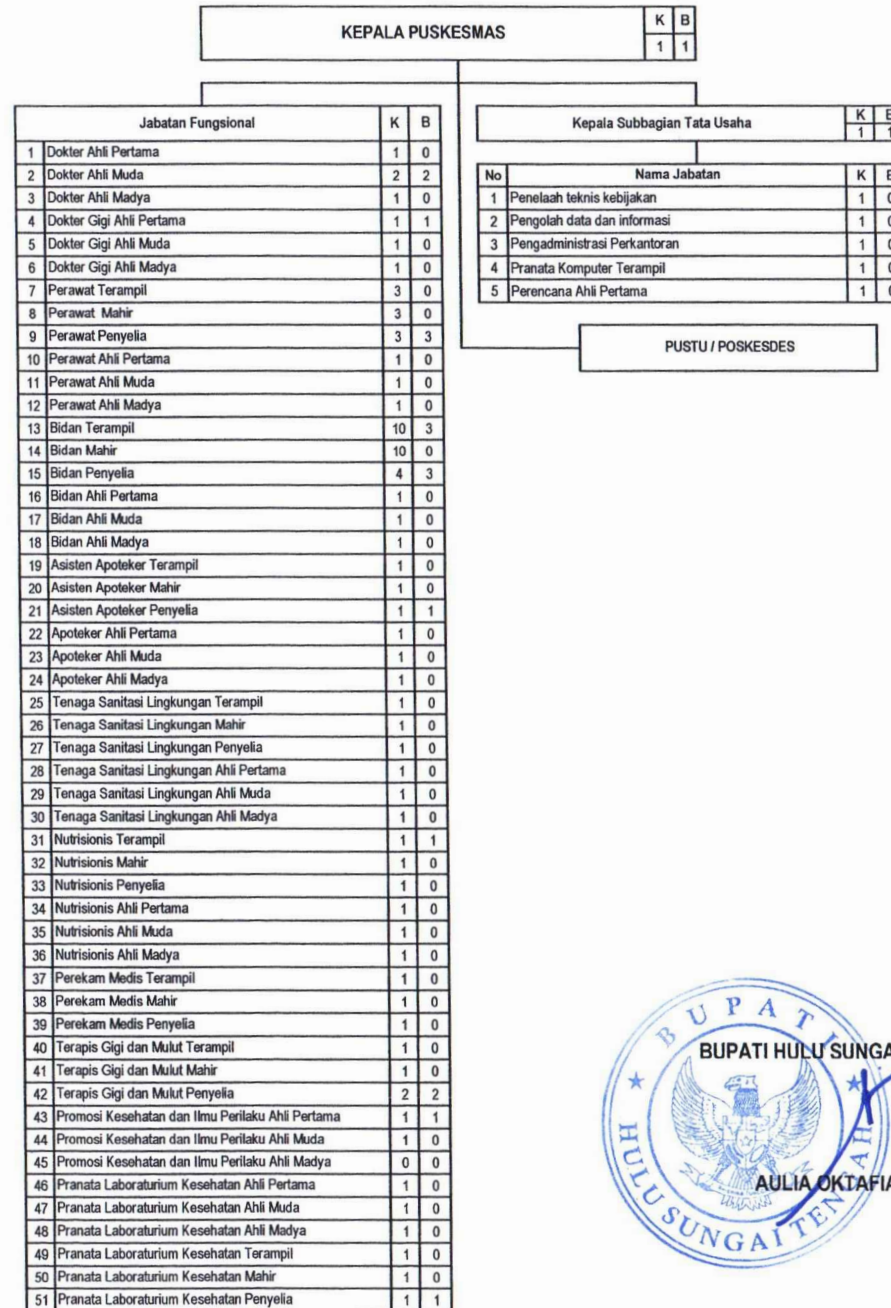 KEPALA PUSKESMAS K B
1 1
Jabatan Fungsional K B
1 Dokter Ahli Pertama 1 0
2 Dokter Ahli Muda 2 2
3 Dokter Ahli Madya 1 0
4 Dokter Gigi Ahli Pertama 1 1
5 Dokter Gigi Ahli Muda 1 0
6 Dokter Gigi Ahli Madya 1 0
7 Perawat Terampil 3 0
8 Perawat Mahir 3 0
9 Perawat Penyelia 3 3
10 Perawat Ahli Pertama 1 0
11 Perawat Ahli Muda 1 0
12 Perawat Ahli Madya 1 0
13 Bidan Terampil 10 3
14 Bidan Mahir 10 0
15 Bidan Penyelia 4 3
16 Bidan Ahli Pertama 1 0
17 Bidan Ahli Muda 1 0
18 Bidan Ahli Madya 1 0
19 Asisten Apoteker Terampil 1 0
20 Asisten Apoteker Mahir 1 0
21 Asisten Apoteker Penyelia 1 1
22 Apoteker Ahli Pertama 1 0
23 Apoteker Ahli Muda 1 0
24 Apoteker Ahli Madya 1 0
25 Tenaga Sanitasi Lingkungan Terampil 1 0
26 Tenaga Sanitasi Lingkungan Mahir 1 0
27 Tenaga Sanitasi Lingkungan Penyelia 1 0
28 Tenaga Sanitasi Lingkungan Ahli Pertama 1 0
29 Tenaga Sanitasi Lingkungan Ahli Muda 1 0
30 Tenaga Sanitasi Lingkungan Ahli Madya 1 0
31 Nutrisionis Terampil 1 1
32 Nutrisionis Mahir 1 0
33 Nutrisionis Penyelia 1 0
34 Nutrisionis Ahli Pertama 1 0
35 Nutrisionis Ahli Muda 1 0
36 Nutrisionis Ahli Madya 1 0
37 Perekam Medis Terampil 1 0
38 Perekam Medis Mahir 1 0
39 Perekam Medis Penyelia 1 0
40 Terapis Gigi dan Mulut Terampil 1 0
41 Terapis Gigi dan Mulut Mahir 1 0
42 Terapis Gigi dan Mulut Penyelia 2 2
43 Promosi Kesehatan dan Ilmu Perilaku Ahli Pertama 1 1
44 Promosi Kesehatan dan Ilmu Perilaku Ahli Muda 1 0
45 Promosi Kesehatan dan Ilmu Perilaku Ahli Madya 0 0
46 Pranata Laboraturium Kesehatan Ahli Pertama 1 0
47 Pranata Laboraturium Kesehatan Ahli Muda 1 0
48 Pranata Laboraturium Kesehatan Ahli Madya 1 0
49 Pranata Laboraturium Kesehatan Terampil 1 0
50 Pranata Laboraturium Kesehatan Mahir 1 0
51 Pranata Laboraturium Kesehatan Penyelia 1 1
Kepala Subbagian Tata Usaha K B
1 1
No Nama Jabatan K B
1 Penelaah teknis kebijakan 1 0
2 Pengolah data dan informasi 1 0
3 Pengadministrasi Perkantoran 1 0
4 Pranata Komputer Terampil 1 0
5 Perencana Ahli Pertama 1 0
PUSTU / POSKESDES
BUPATI
HULU SUNGAI TENGAH
BUPATI HULU SUNGA
AULIA OKTAFIA